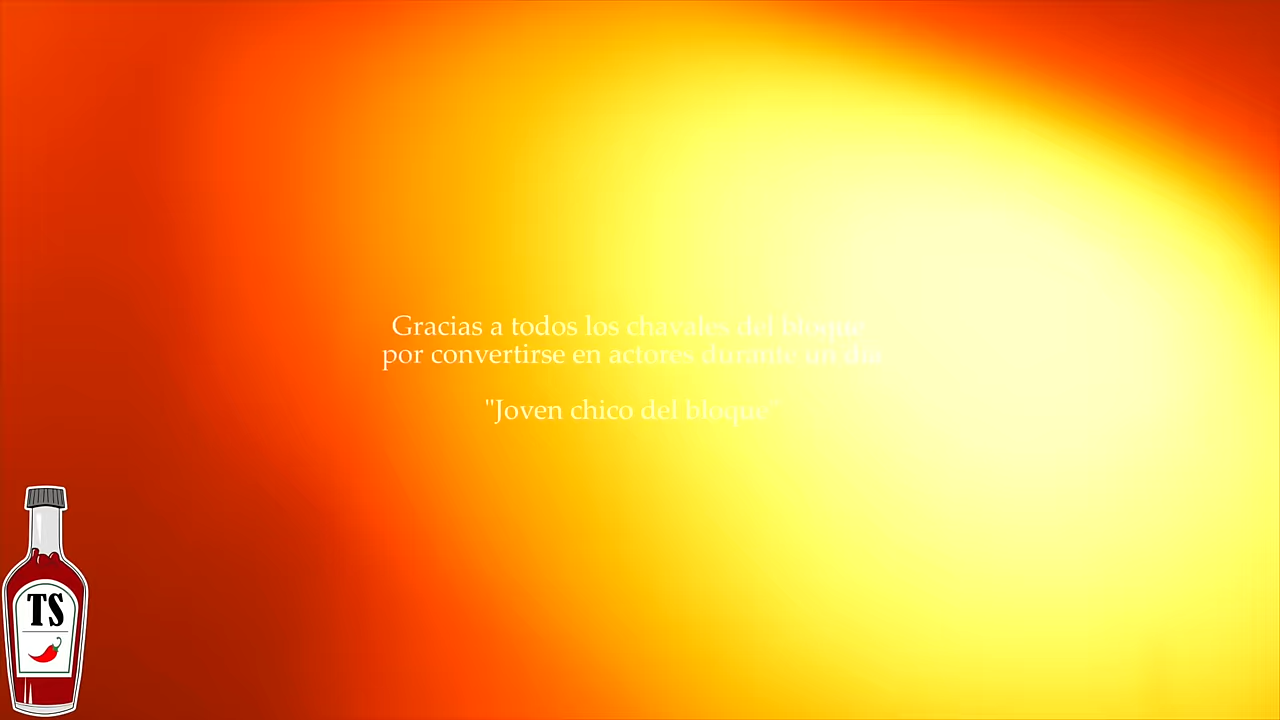 Gracias a todos los chavales del bloque
por convertirse en actores durante un día
"Joven chico del bloque"
TS